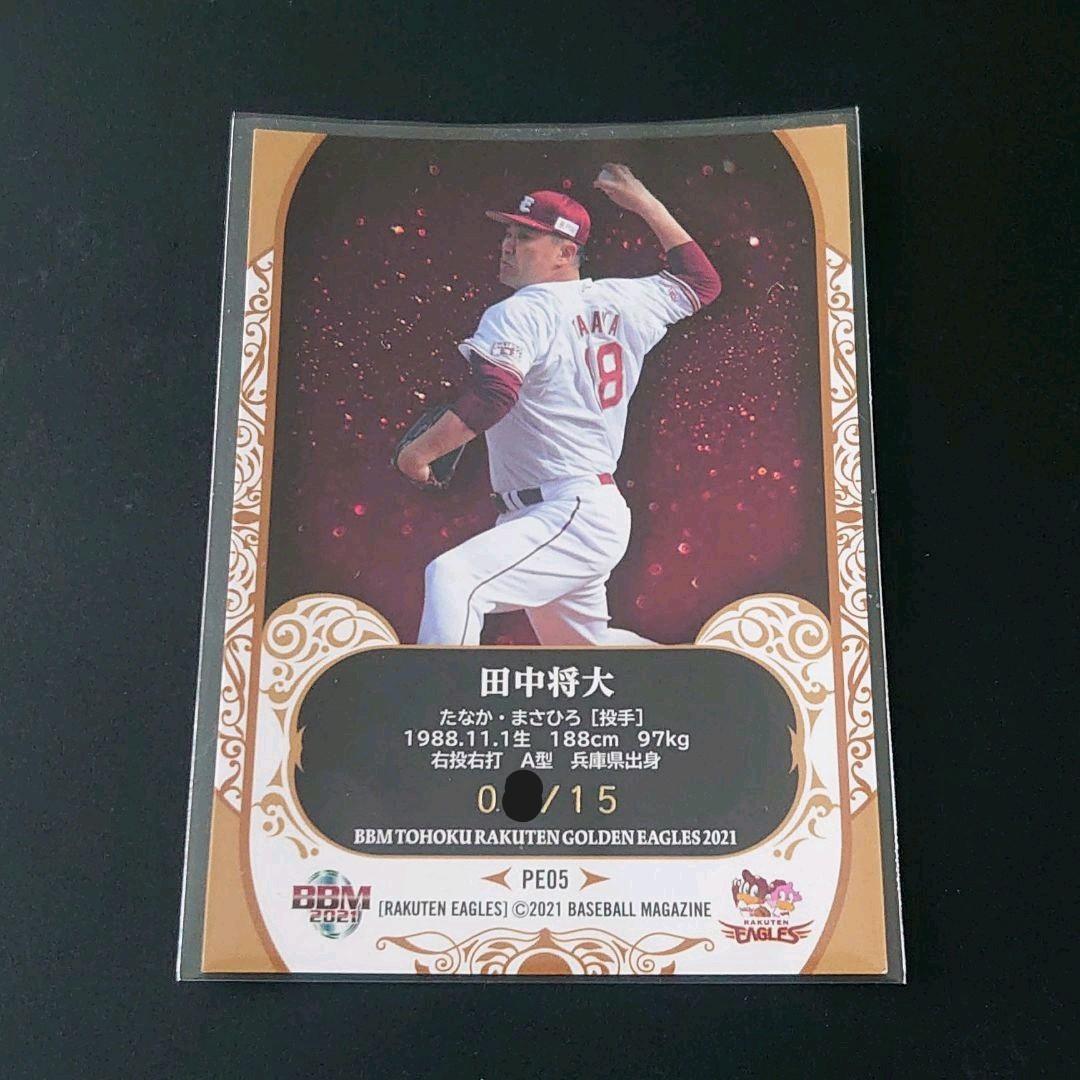 E
TANAKA
18
田中将大
たなか・まさひろ［投手］
1988.11.1生 188cm 97kg
右投右打 A型 兵庫県出身
0 /15
BBM TOHOKU RAKUTEN GOLDEN EAGLES 2021
PE05
BBM
2021
[RAKUTEN EAGLES] ©2021 BASEBALL MAGAZINE
RAKUTEN
EAGLES